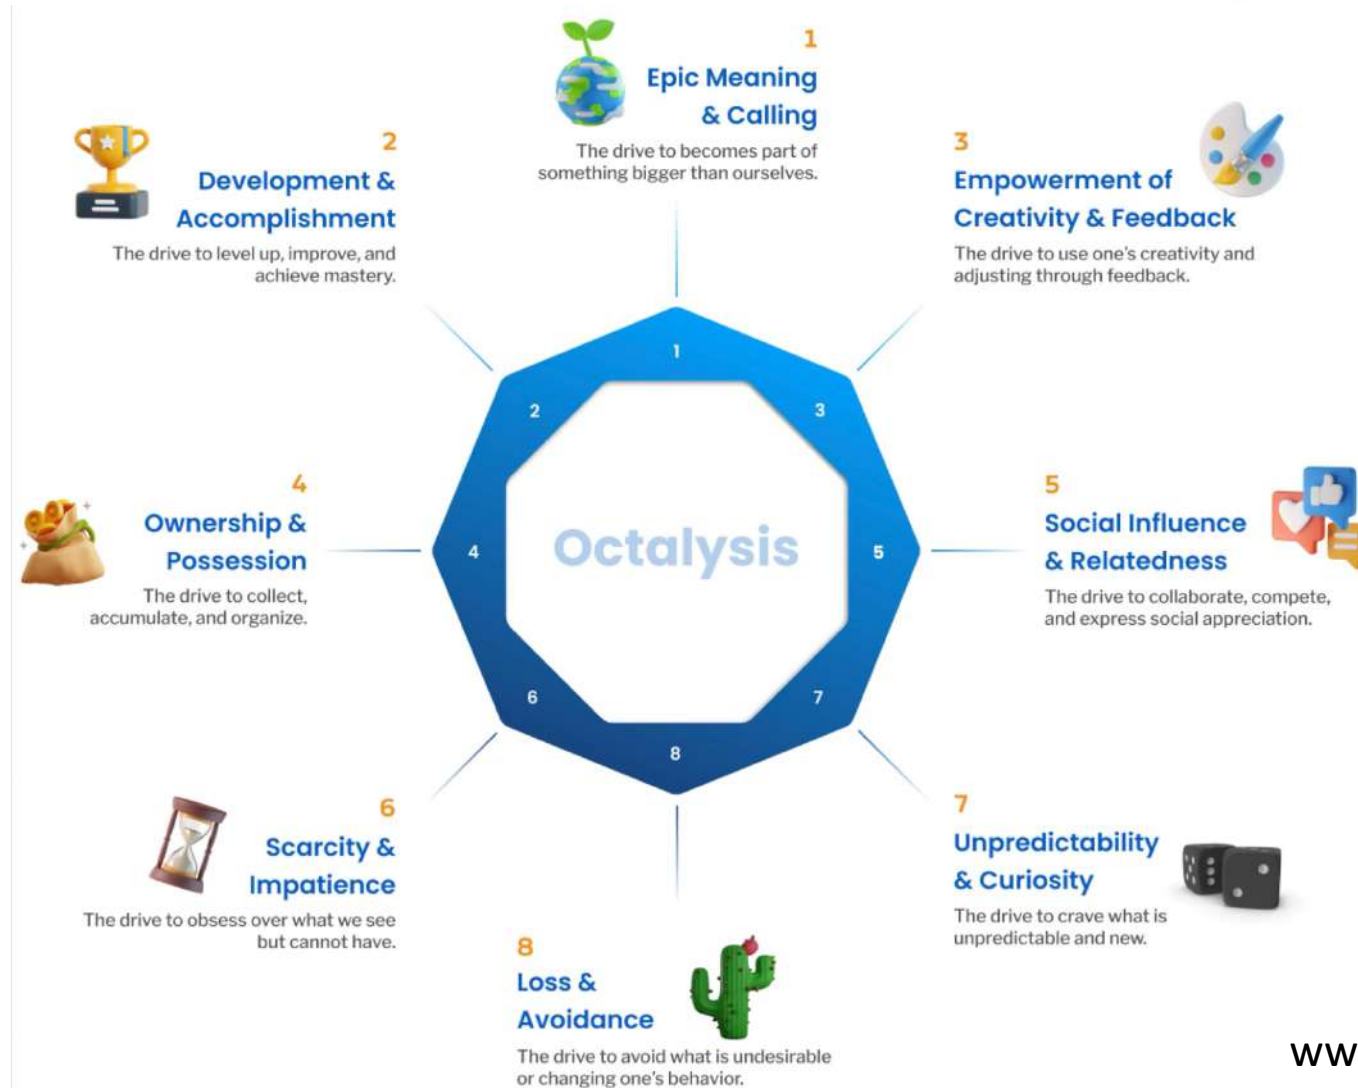 1
Epic Meaning
& Calling
The drive to becomes part of
something bigger than ourselves.
2
Development &
Accomplishment
The drive to level up, improve, and
achieve mastery.
3
Empowerment of
Creativity & Feedback
The drive to use one's creativity and
adjusting through feedback.
4
Ownership &
Possession
The drive to collect,
accumulate, and organize.
5
Social Influence
& Relatedness
The drive to collaborate, compete,
and express social appreciation.
6
Scarcity &
Impatience
The drive to obsess over what we see
but cannot have.
7
Unpredictability
& Curiosity
The drive to crave what is
unpredictable and new.
8
Loss &
Avoidance
The drive to avoid what is undesirable
or changing one's behavior.
1
2
3
4
Octalysis
5
6
7
8
ww